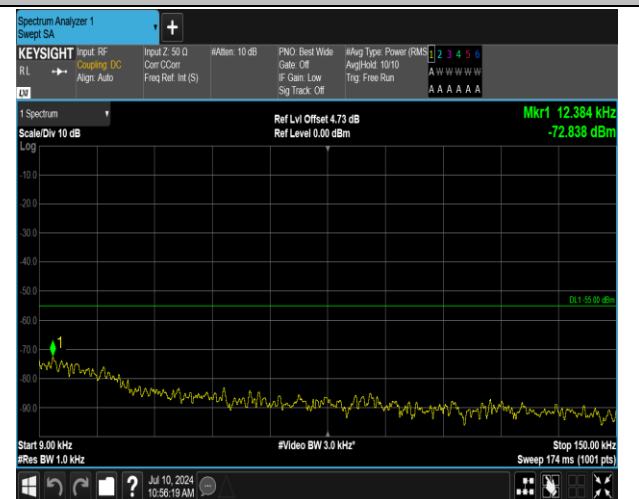 Spectrum Analyzer 1
Swept SA
+
KEYSIGHT
RL
LXI
Input: RF
Coupling: DC
Align: Auto
Input Z: 50 Ω
Corr CCorr
Freq Ref: Int (S)
#Atten: 10 dB
PNO: Best Wide
Gate: Off
IF Gain: Low
Sig Track: Off
#Avg Type: Power (RMS
Avg|Hold: 10/10
Trig: Free Run
1 2 3 4 5 6
A W W W W W
A A A A A A
1 Spectrum
Scale/Div 10 dB
Log
Ref Lvl Offset 4.73 dB
Ref Level 0.00 dBm
Mkr1 12.384 kHz
-72.838 dBm
-10.0
-20.0
-30.0
-40.0
-50.0
DL1 -55.00 dBm
-60.0
-70.0
1
-80.0
-90.0
Start 9.00 kHz
#Video BW 3.0 kHz*
Stop 150.00 kHz
#Res BW 1.0 kHz
Sweep 174 ms (1001 pts)
?
Jul 10, 2024
10:56:19 AM